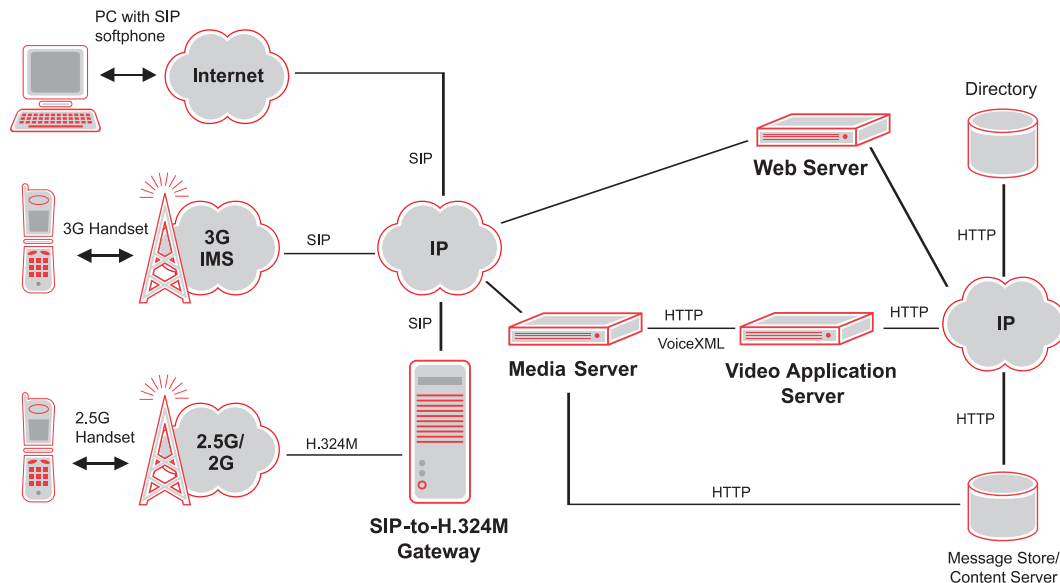 PC with SIP
softphone
Internet
SIP
Directory
Web Server
HTTP
3G Handset
3G
IMS
SIP
IP
SIP
HTTP
VoiceXML
HTTP
IP
Media Server
Video Application
Server
2.5G
Handset
2.5G/
2G
H.324M
HTTP
HTTP
SIP-to-H.324M
Gateway
Message Store/
Content Server